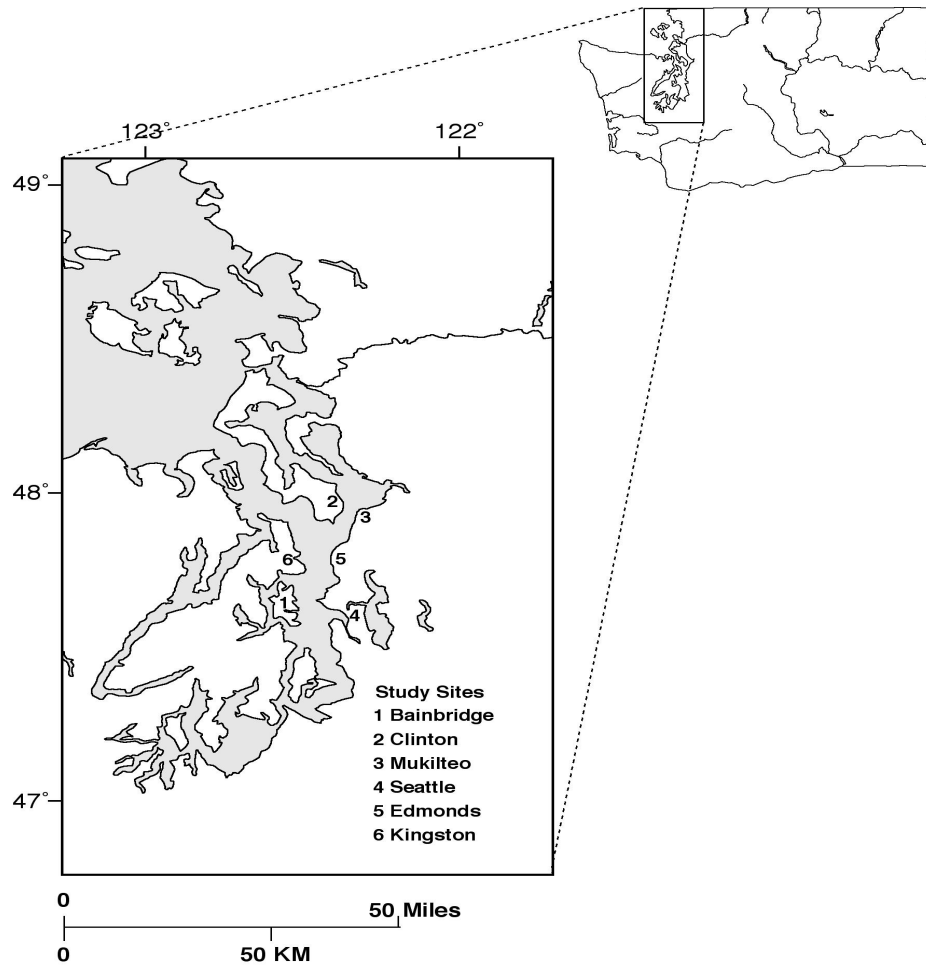 123° 122°
49°
48°
2
3
6 5
1
4
47°
Study Sites
1 Bainbridge
2 Clinton
3 Mukilteo
4 Seattle
5 Edmonds
6 Kingston
0 50 Miles
0 50 KM